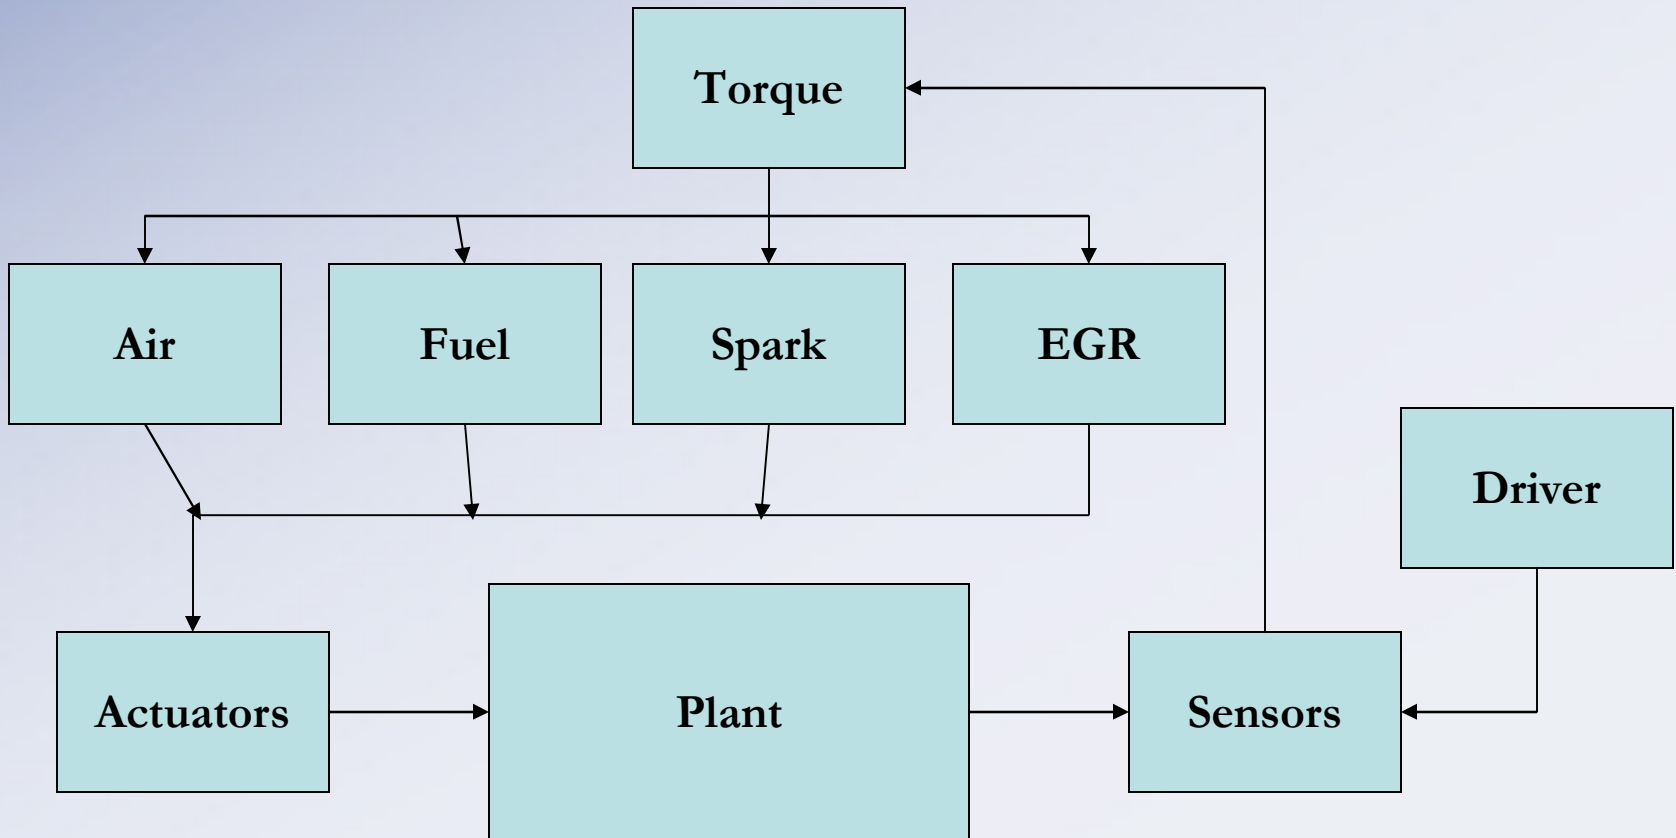 Torque
Air
Fuel
Spark
EGR
Driver
Actuators
Plant
Sensors